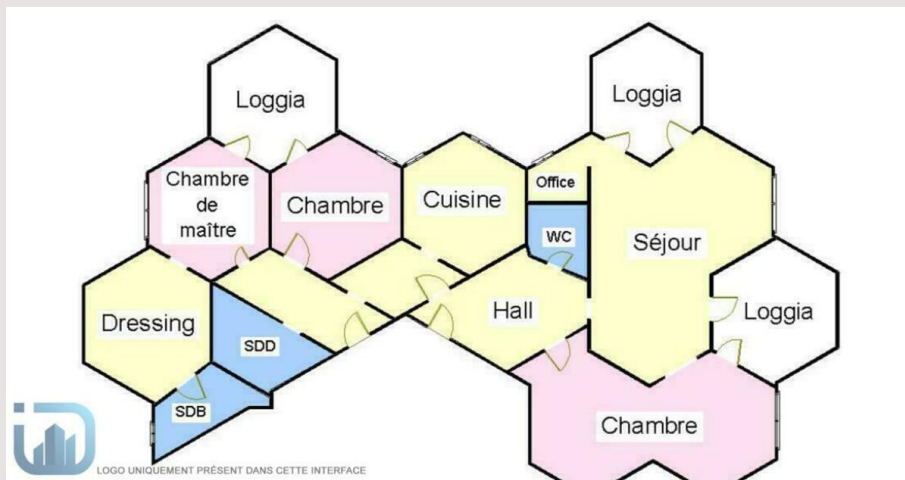 Loggia
Loggia
Chambre
de
maître
Chambre
Cuisine
Office
WC
Séjour
Dressing
SDD
Hall
Loggia
SDB
Chambre
LOGO UNIQUEMENT PRÉSENT DANS CETTE INTERFACE